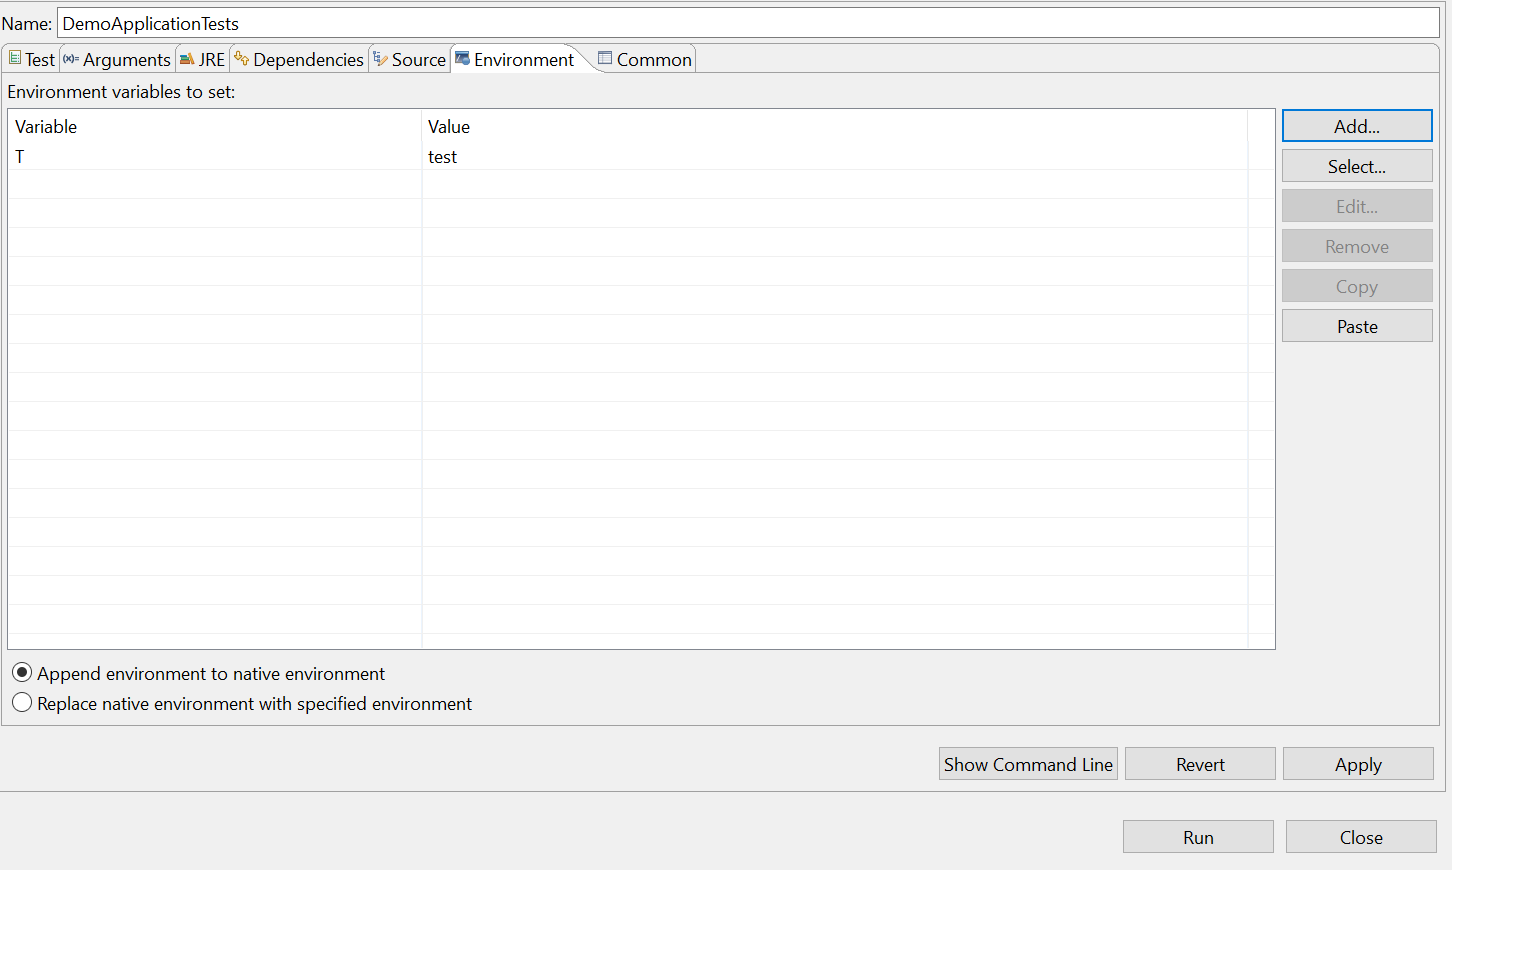 Name: DemoApplicationTests
Test (x)= Arguments JRE Dependencies Source Environment Common
Environment variables to set:
Variable Value Add...
T test Select...
Edit...
Remove
Copy
Paste
Append environment to native environment
Replace native environment with specified environment
Show Command Line Revert Apply
Run Close